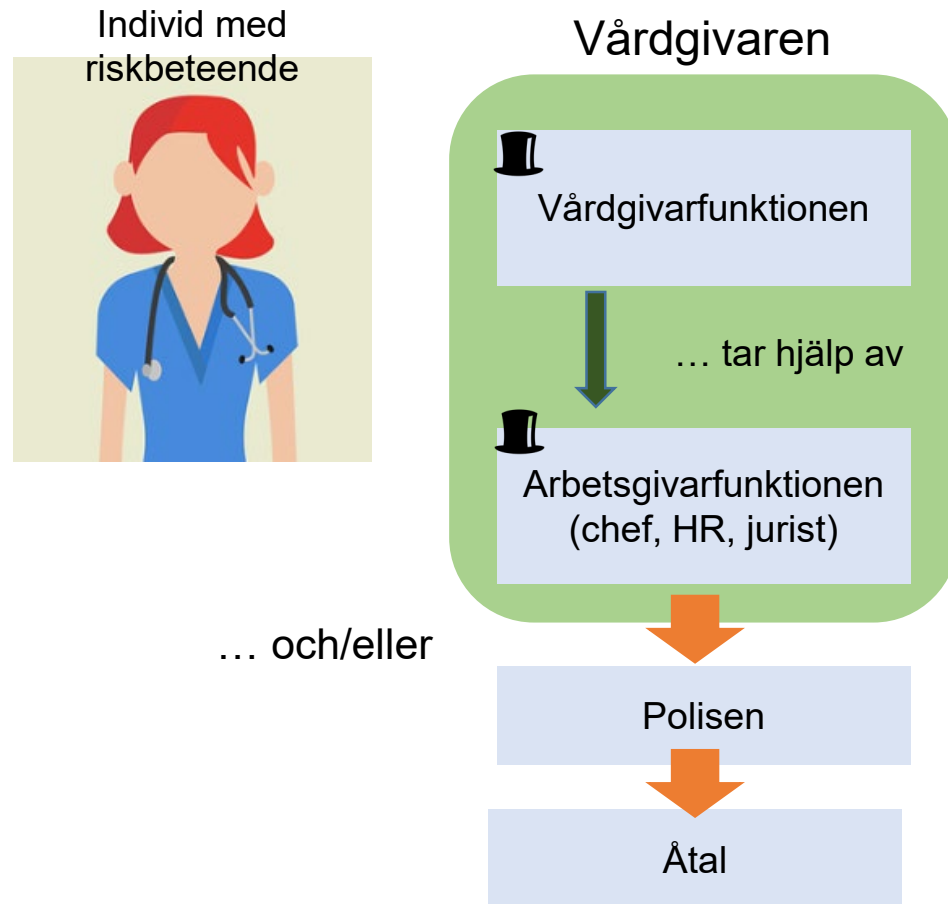 Individ med
riskbeteende
Vårdgivaren
Vårdgivarfunktionen
… tar hjälp av
Arbetsgivarfunktionen
(chef, HR, jurist)
… och/eller
Polisen
Åtal